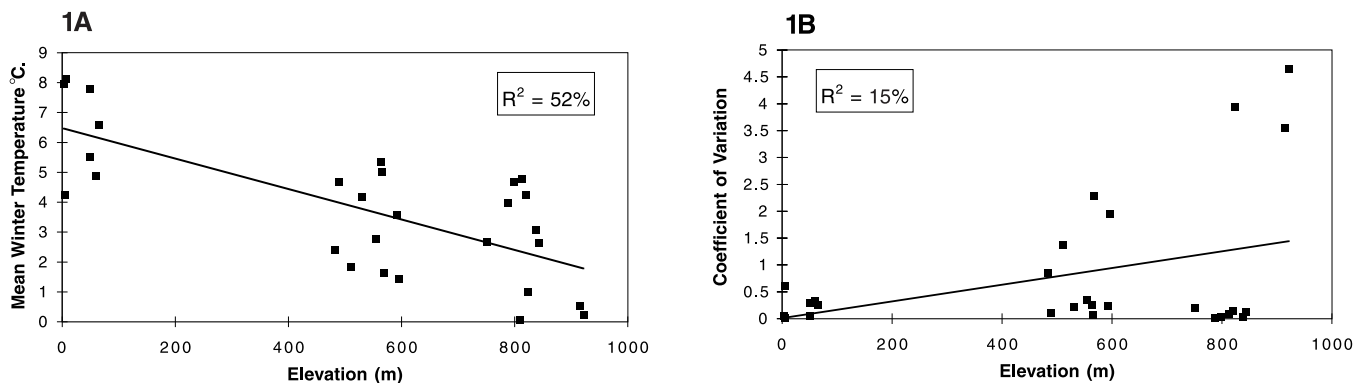 1A
9
8
7
6
5
4
3
2
1
0
Mean Winter Temperature °C.
R² = 52%
0 200 400 600 800 1000
Elevation (m)
1B
5
4.5
4
3.5
3
2.5
2
1.5
1
0.5
0
Coefficient of Variation
R² = 15%
0 200 400 600 800 1000
Elevation (m)